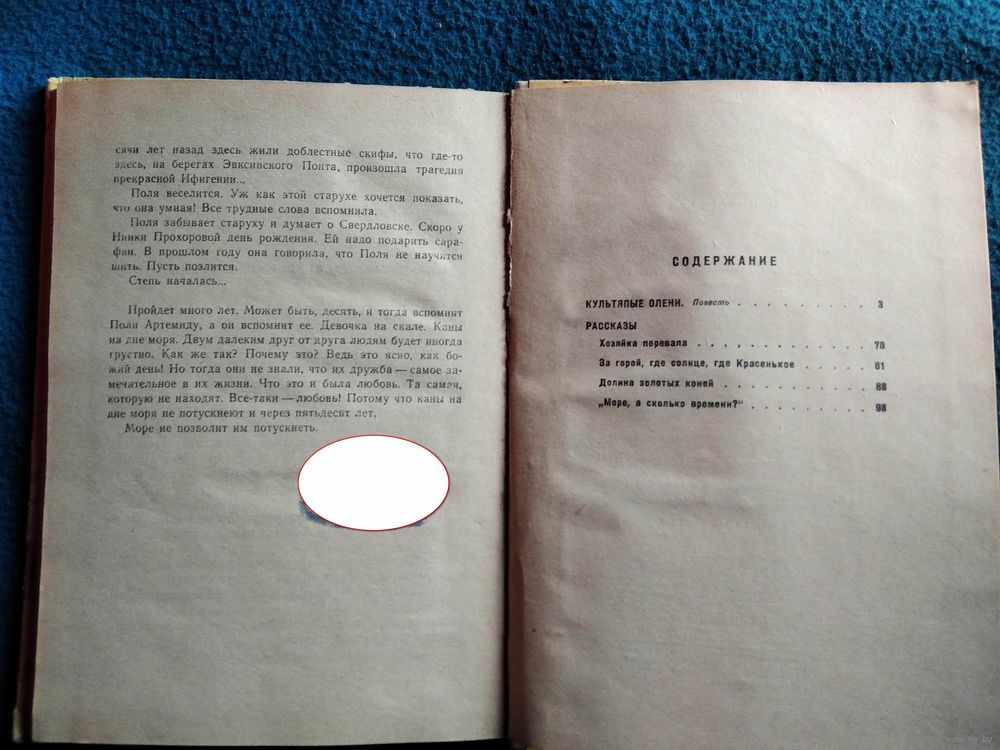 сячи лет назад здесь жили доблестные скифы, что где-то
здесь, на берегах Эвксинского Понта, произошла трагедия
прекрасной Ифигении...
Поля веселится. Уж как этой старухе хочется показать,
что она умная! Все трудные слова вспомнила.
Поля забывает старуху и думает о Свердловске. Скоро у
Нинки Прохоровой день рождения. Ей надо подарить сара-
фан. В прошлом году она говорила, что Поля не научится
шить. Пусть позлится.
Степь началась...
Пройдет много лет. Может быть, десять, и тогда вспомнит
Поля Артемиду, а он вспомнит ее. Девочка на скале. Каны
на дне моря. Двум далеким друг от друга людям будет иногда
грустно. Как же так? Почему это? Ведь это ясно, как бо-
жий день! Но тогда они не знали, что их дружба — самое за-
мечательное в их жизни. Что это и была любовь. Та самая,
которую не находят. Все-таки — любовь! Потому что каны на
дне моря не потускнеют и через пятьдесят лет.
Море не позволит им потускнеть.
СОДЕРЖАНИЕ
КУЛЬТЯПЫЕ ОЛЕНИ. Повесть . . . . . . . . . 3
РАССКАЗЫ
Хозяйка перевала . . . . . . . . . . . 70
За горой, где солнце, где Красенькое . . . . . 81
Долина золотых коней . . . . . . . . . . 88
„Море, а сколько времени?" . . . . . . . . 98